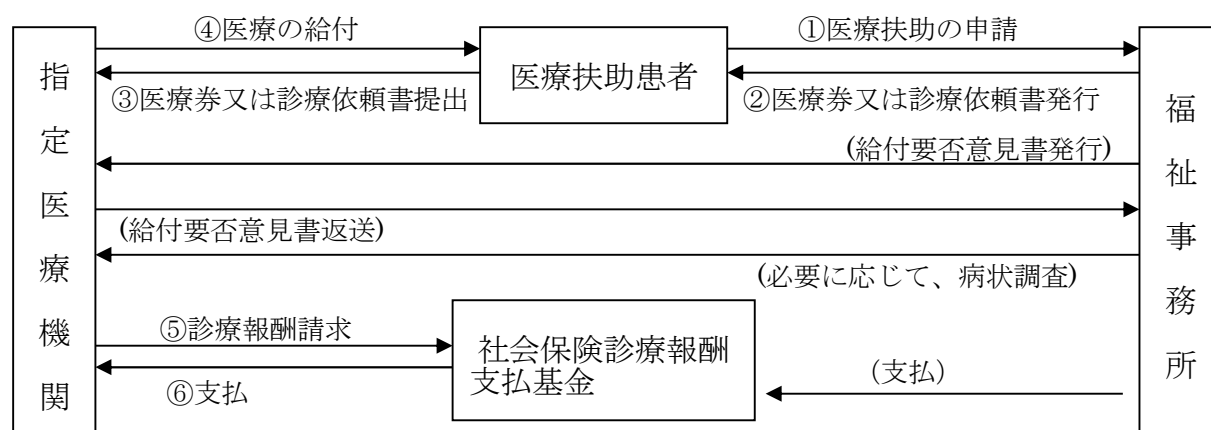 ④医療の給付
①医療扶助の申請
指定医療機関
医療扶助患者
福祉事務所
③医療券又は診療依頼書提出
②医療券又は診療依頼書発行
(給付要否意見書発行)
(給付要否意見書返送)
(必要に応じて、病状調査)
⑤診療報酬請求
社会保険診療報酬
支払基金
(支払)
⑥支払